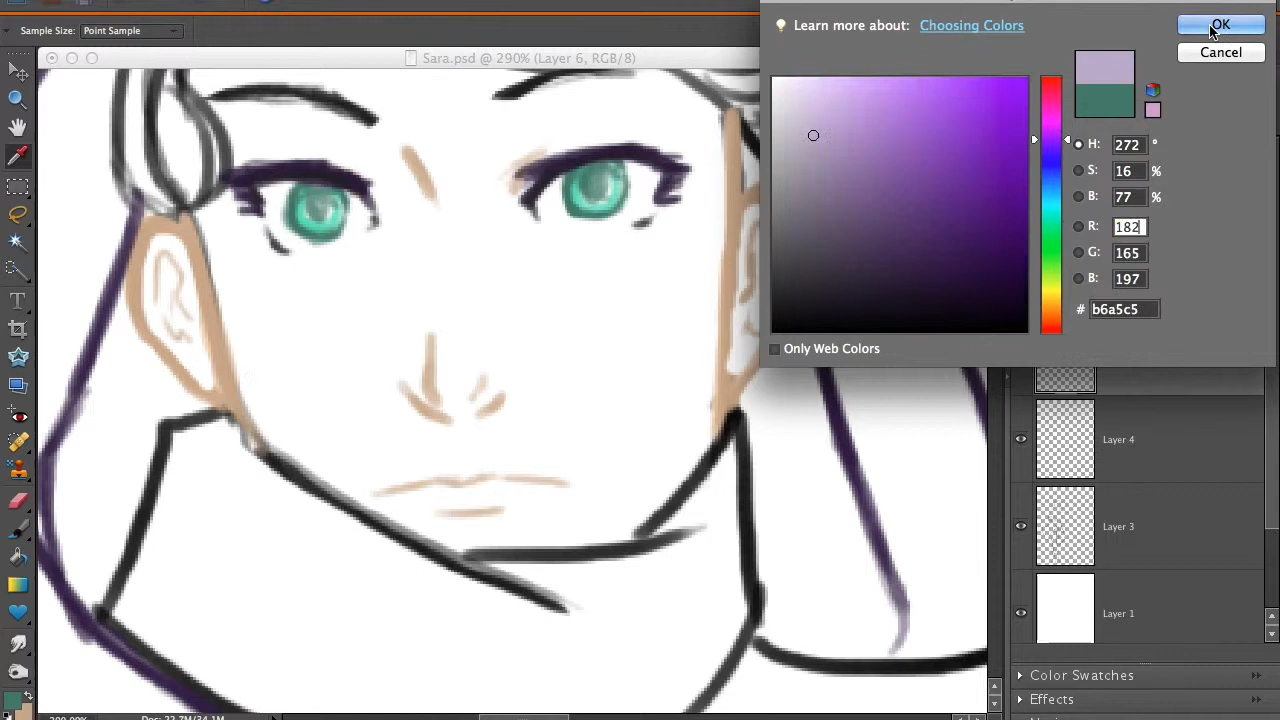 Sample Size: Point Sample
Learn more about: Choosing Colors
OK
Cancel
Sara.psd @ 290% (Layer 6, RGB/8)
H: 272 °
S: 16 %
B: 77 %
R: 182
G: 165
B: 197
# b6a5c5
Only Web Colors
Layer 4
Layer 3
Layer 1
Color Swatches
Effects